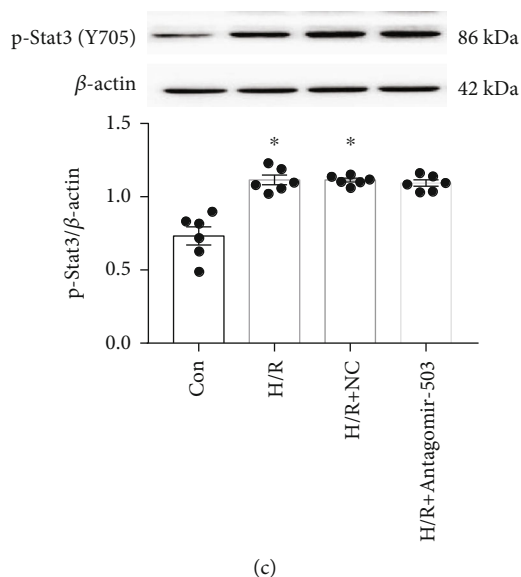 p-Stat3 (Y705) 86 kDa
β-actin 42 kDa
p-Stat3/β-actin
1.5
1.0
0.5
0.0
* *
Con
H/R
H/R+NC
H/R+Antagomir-503
(c)